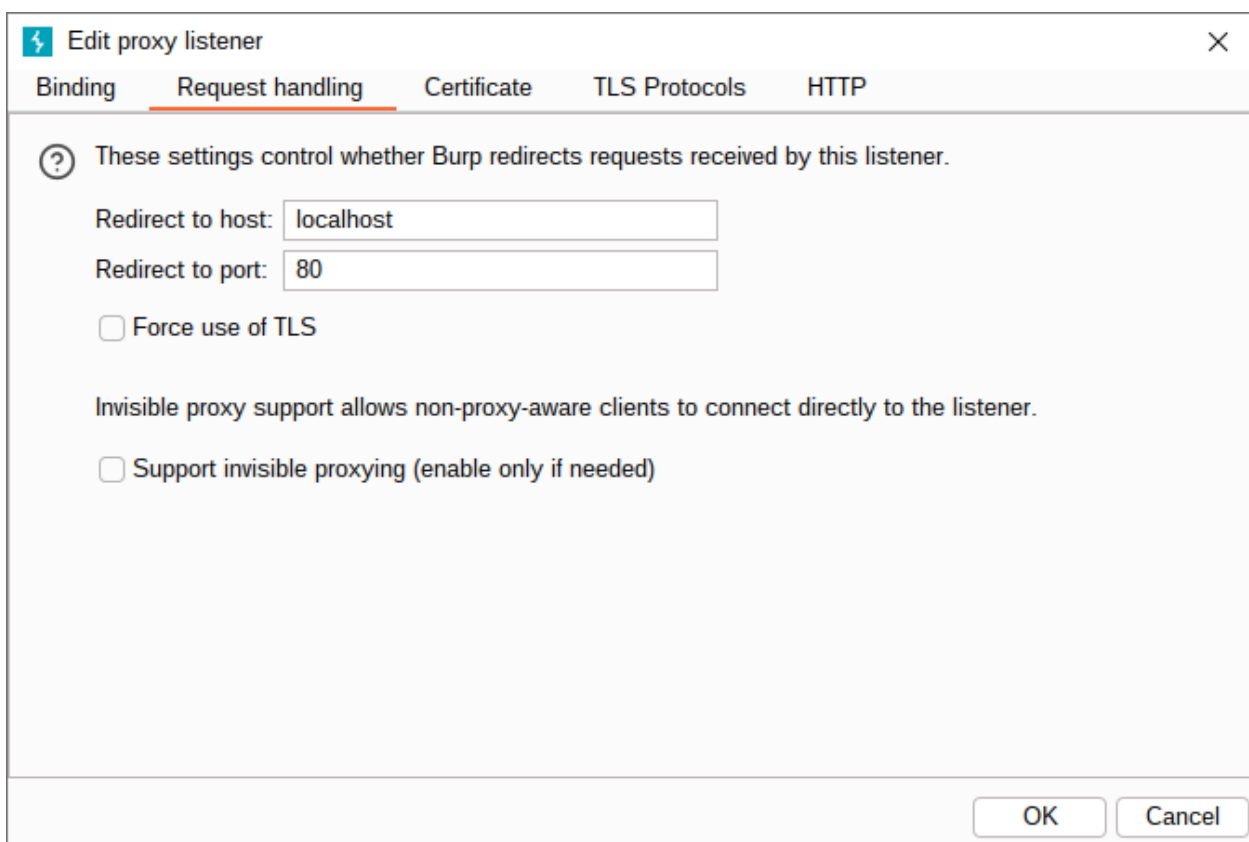 Edit proxy listener
Binding Request handling Certificate TLS Protocols HTTP
These settings control whether Burp redirects requests received by this listener.
Redirect to host: localhost
Redirect to port: 80
Force use of TLS
Invisible proxy support allows non-proxy-aware clients to connect directly to the listener.
Support invisible proxying (enable only if needed)
OK Cancel